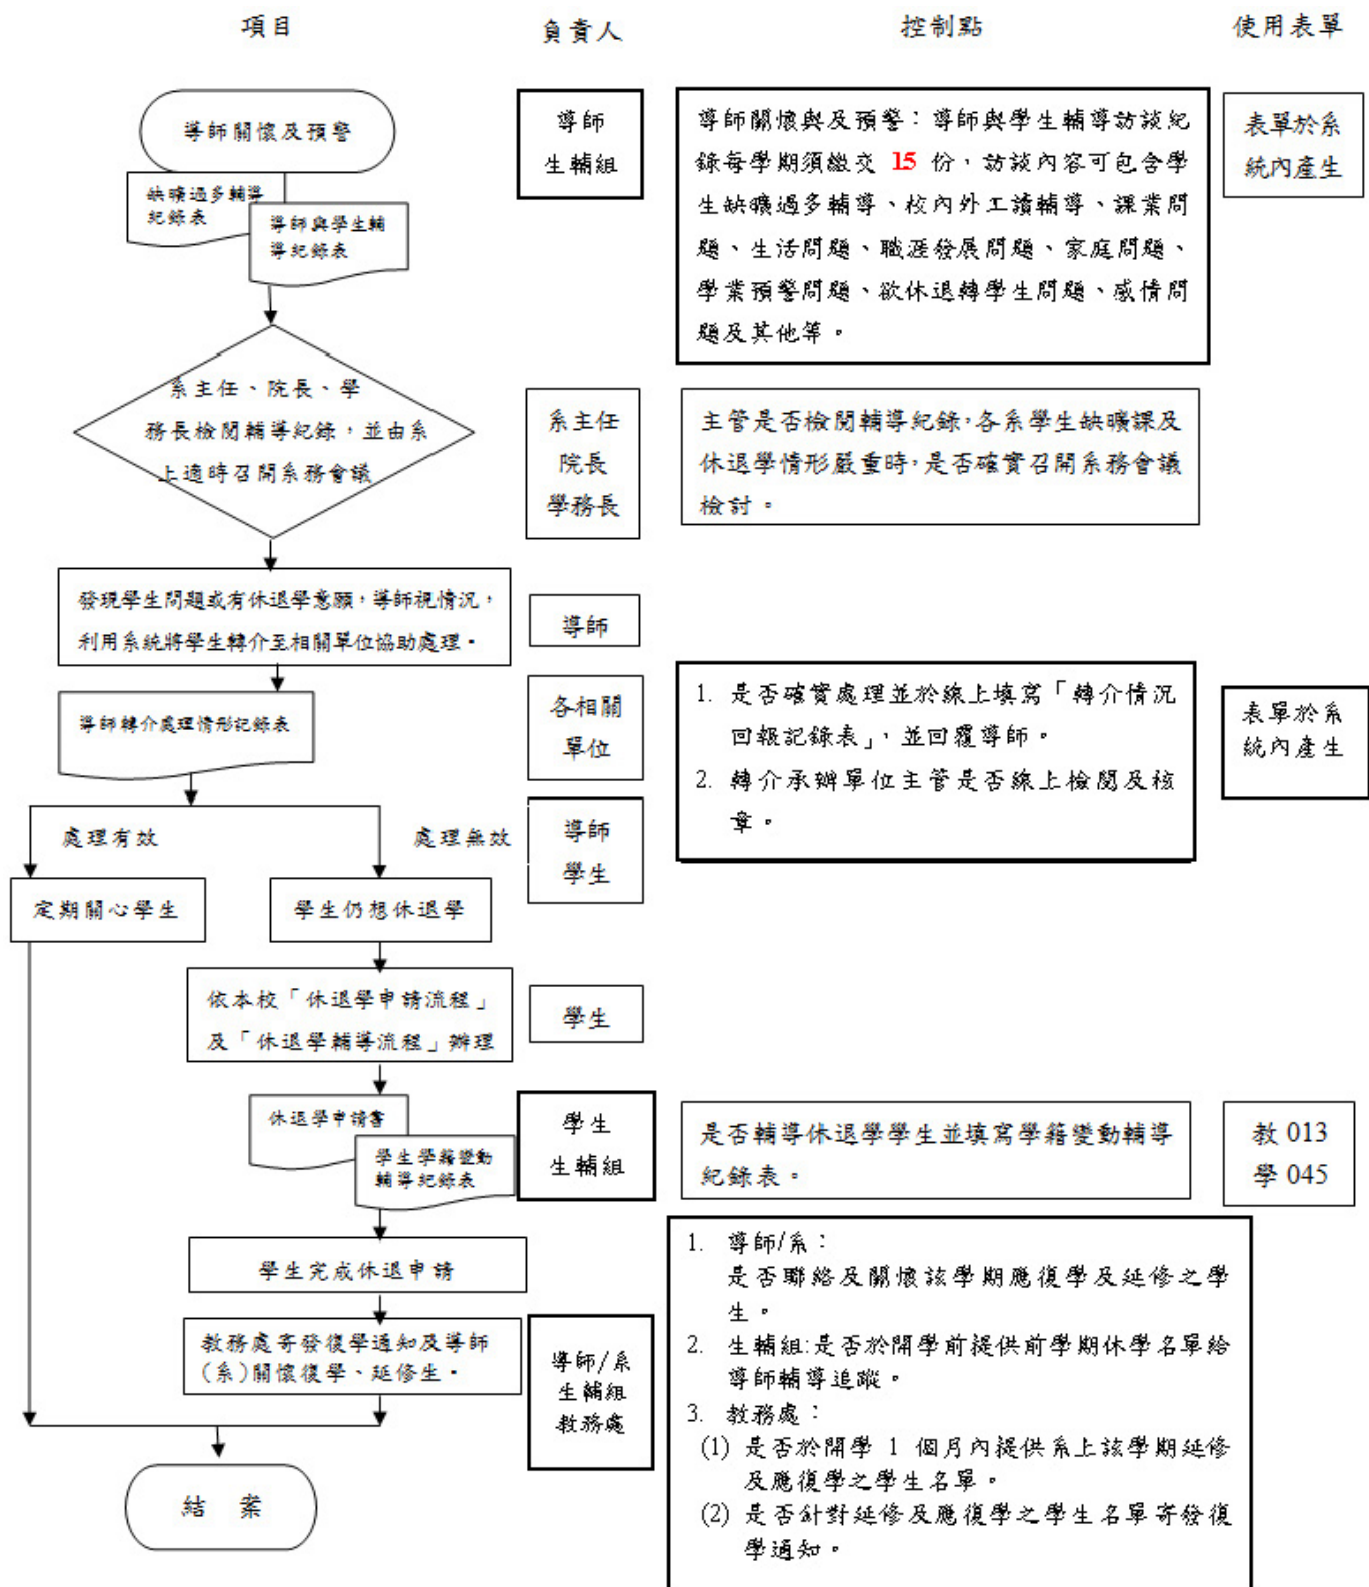 項目
負責人
控制點
使用表單
導師關懷及預警
缺曠過多輔導
紀錄表
導師與學生輔
導紀錄表
導師
生輔組
導師關懷與及預警：導師與學生輔導訪談紀
錄每學期須繳交 15 份，訪談內容可包含學
生缺曠過多輔導、校內外工讀輔導、課業問
題、生活問題、職涯發展問題、家庭問題、
學業預警問題、欲休退轉學生問題、感情問
題及其他等。
表單於系
統內產生
系主任、院長、學
務長檢閱輔導紀錄，並由系
上適時召開系務會議
系主任
院長
學務長
主管是否檢閱輔導紀錄，各系學生缺曠課及
休退學情形嚴重時，是否確實召開系務會議
檢討。
發現學生問題或有休退學意願，導師視情況，
利用系統將學生轉介至相關單位協助處理。
導師
導師轉介處理情形記錄表
各相關
單位
1. 是否確實處理並於線上填寫「轉介情況
回報記錄表」，並回覆導師。
2. 轉介承辦單位主管是否線上檢閱及核
章。
表單於系
統內產生
處理有效
處理無效
導師
學生
定期關心學生
學生仍想休退學
依本校「休退學申請流程」
及「休退學輔導流程」辦理
學生
休退學申請書
學生學籍變動
輔導紀錄表
學生
生輔組
是否輔導休退學學生並填寫學籍變動輔導
紀錄表。
教 013
學 045
學生完成休退申請
教務處寄發復學通知及導師
(系)關懷復學、延修生。
導師/系
生輔組
教務處
1. 導師/系：
是否聯絡及關懷該學期應復學及延修之學
生。
2. 生輔組:是否於開學前提供前學期休學名單給
導師輔導追蹤。
3. 教務處：
(1) 是否於開學 1 個月內提供系上該學期延修
及應復學之學生名單。
(2) 是否針對延修及應復學之學生名單寄發復
學通知。
結 案